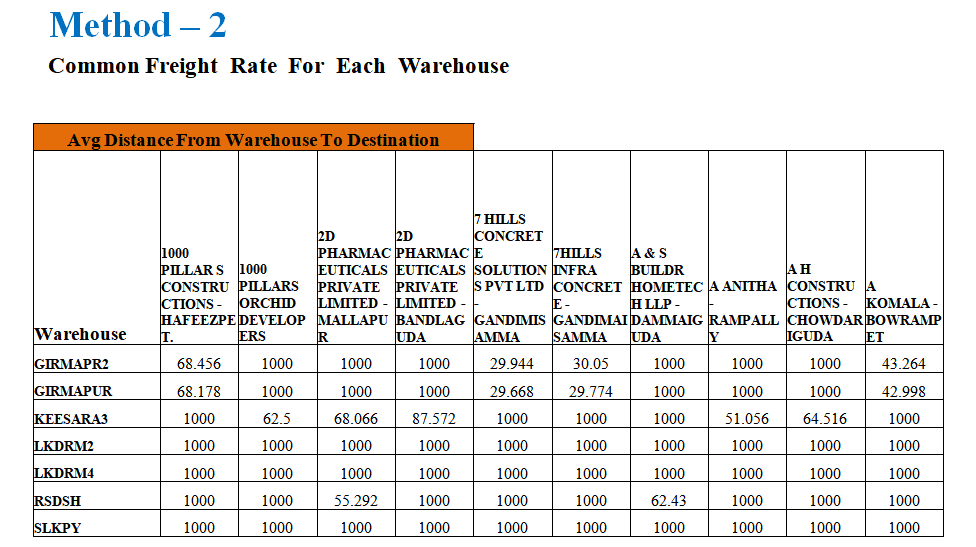 Method – 2
Common Freight Rate For Each Warehouse
Avg Distance From Warehouse To Destination
Warehouse
1000
PILLAR S
CONSTRU
CTIONS -
HAFEEZPE
T.
1000
PILLARS
ORCHID
DEVELOP
ERS
2D
PHARMAC
EUTICALS
PRIVATE
LIMITED -
MALLAPU
R
2D
PHARMAC
EUTICALS
PRIVATE
LIMITED -
BANDLAG
UDA
7 HILLS
CONCRET
E
SOLUTION
S PVT LTD
-
GANDIMIS
AMMA
7HILLS
INFRA
CONCRET
E -
GANDIMAI
SAMMA
A & S
BUILDR
HOMETEC
H LLP -
DAMMAIG
UDA
A ANITHA
-
RAMPALL
Y
A H
CONSTRU
CTIONS -
CHOWDAR
IGUDA
A
KOMALA -
BOWRAMP
ET
GIRMAPR2 68.456 1000 1000 1000 29.944 30.05 1000 1000 1000 43.264
GIRMAPUR 68.178 1000 1000 1000 29.668 29.774 1000 1000 1000 42.998
KEESARA3 1000 62.5 68.066 87.572 1000 1000 1000 51.056 64.516 1000
LKDRM2 1000 1000 1000 1000 1000 1000 1000 1000 1000 1000
LKDRM4 1000 1000 1000 1000 1000 1000 1000 1000 1000 1000
RSDSH 1000 1000 55.292 1000 1000 1000 62.43 1000 1000 1000
SLKPY 1000 1000 1000 1000 1000 1000 1000 1000 1000 1000